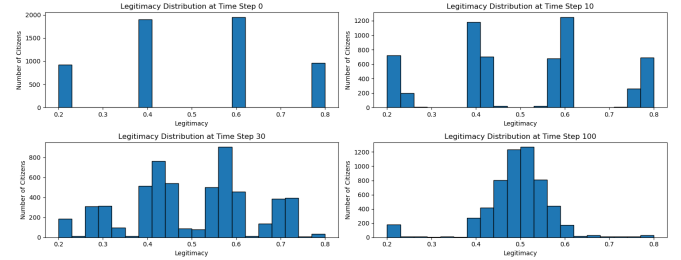 Legitimacy Distribution at Time Step 0
Number of Citizens
2000
1500
1000
500
0
0.2 0.3 0.4 0.5 0.6 0.7 0.8
Legitimacy
Legitimacy Distribution at Time Step 10
Number of Citizens
1200
1000
800
600
400
200
0
0.2 0.3 0.4 0.5 0.6 0.7 0.8
Legitimacy
Legitimacy Distribution at Time Step 30
Number of Citizens
800
600
400
200
0
0.2 0.3 0.4 0.5 0.6 0.7 0.8
Legitimacy
Legitimacy Distribution at Time Step 100
Number of Citizens
1200
1000
800
600
400
200
0
0.2 0.3 0.4 0.5 0.6 0.7 0.8
Legitimacy